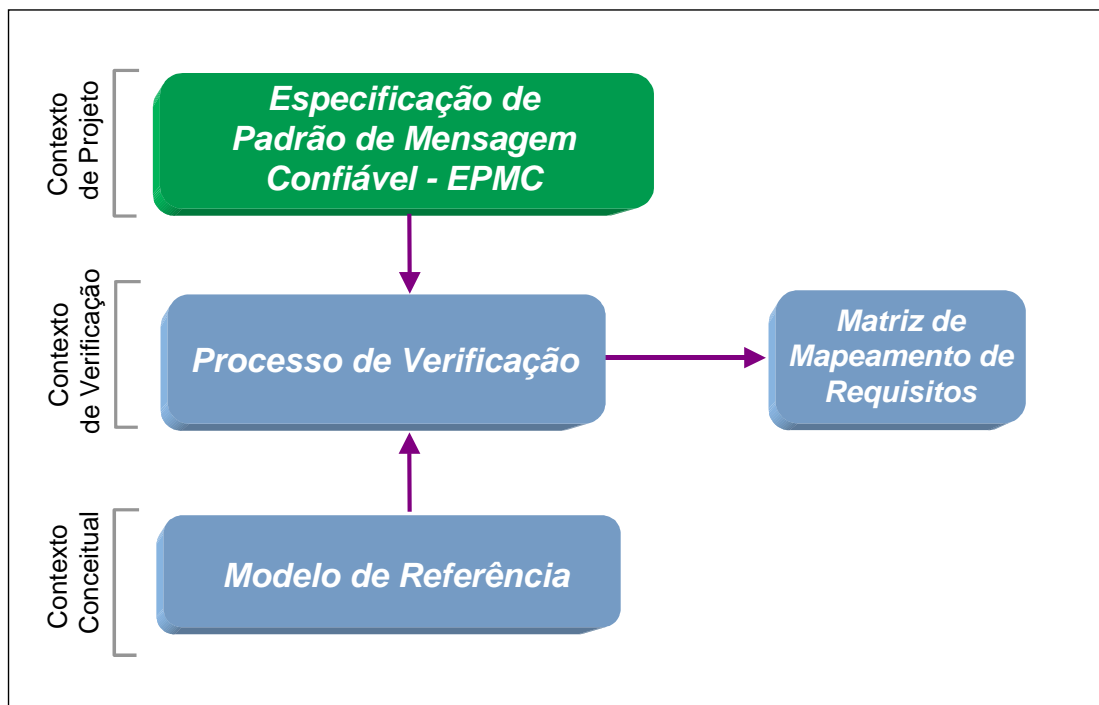 Contexto
de Projeto
Especificação de
Padrão de Mensagem
Confiável - EPMC
Contexto
de Verificação
Processo de Verificação
Matriz de
Mapeamento de
Requisitos
Contexto
Conceitual
Modelo de Referência